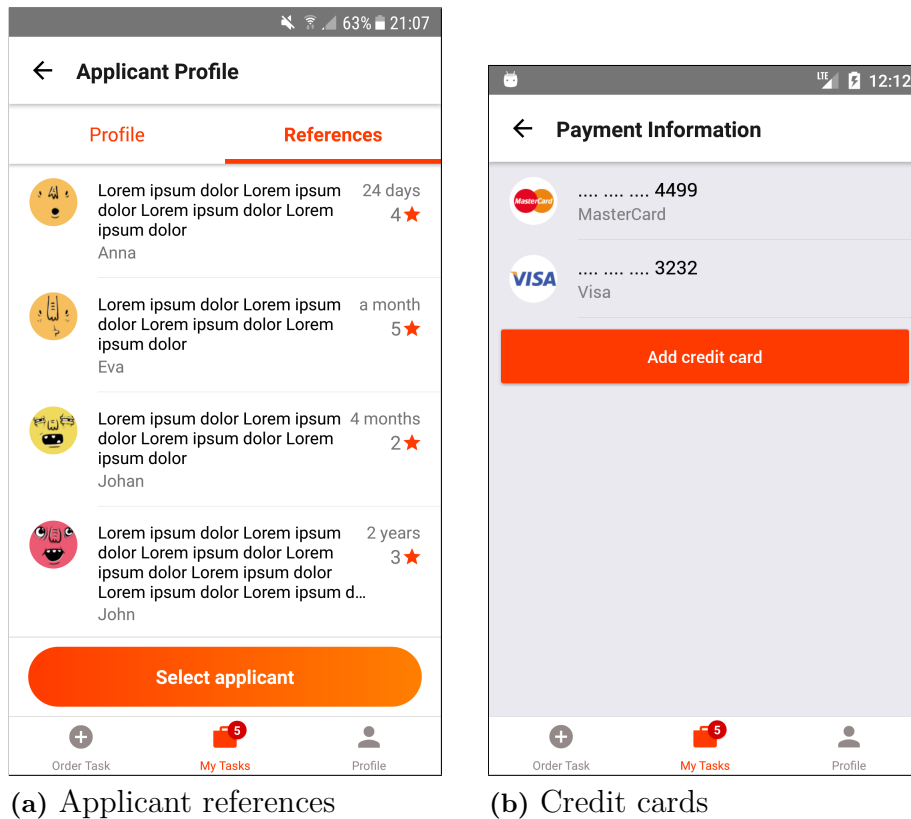 63% 21:07
Applicant Profile
Profile
References
Lorem ipsum dolor Lorem ipsum
dolor Lorem ipsum dolor Lorem
ipsum dolor
Anna
24 days
4
Lorem ipsum dolor Lorem ipsum
dolor Lorem ipsum dolor Lorem
ipsum dolor
Eva
a month
5
Lorem ipsum dolor Lorem ipsum
dolor Lorem ipsum dolor Lorem
ipsum dolor
Johan
4 months
2
Lorem ipsum dolor Lorem ipsum
dolor Lorem ipsum dolor Lorem
ipsum dolor Lorem ipsum dolor
Lorem ipsum dolor Lorem ipsum d...
John
2 years
3
Select applicant
5
Order Task
My Tasks
Profile
(a) Applicant references
LTE 12:12
Payment Information
MasterCard
.... .... .... 4499
MasterCard
VISA
.... .... .... 3232
Visa
Add credit card
5
Order Task
My Tasks
Profile
(b) Credit cards